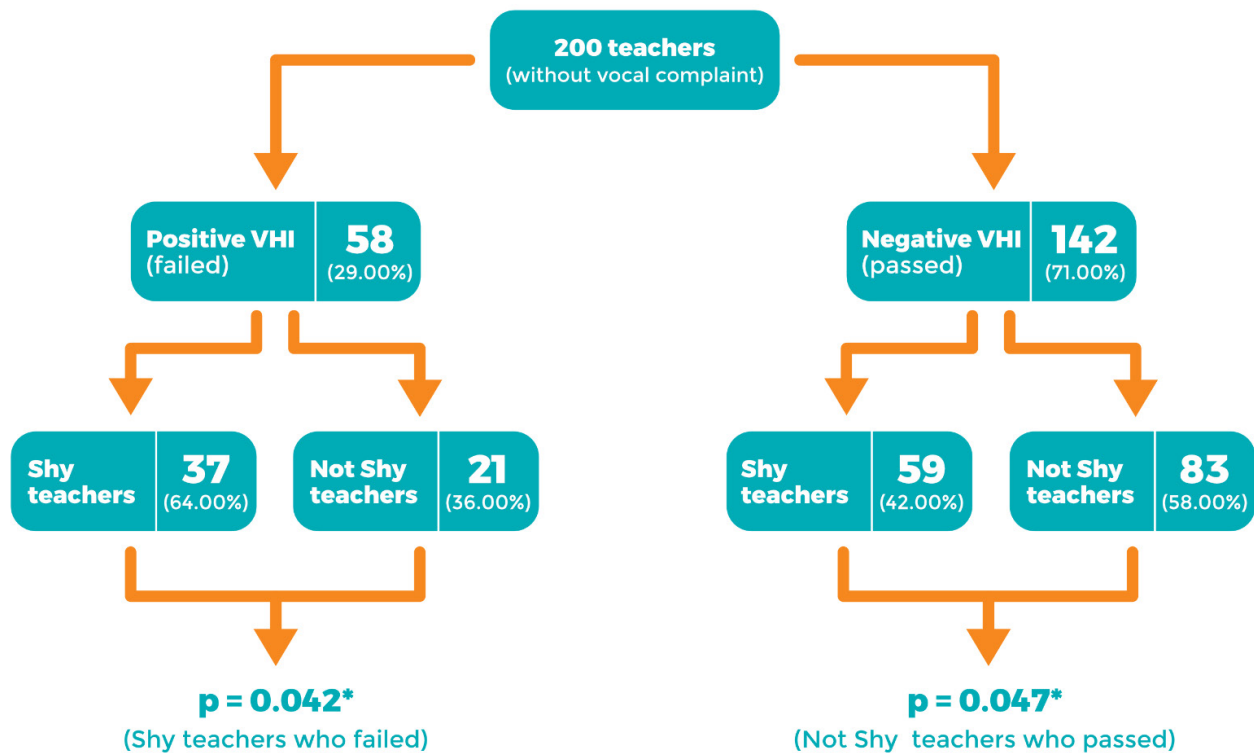 200 teachers
(without vocal complaint)
Positive VHI
(failed)
58
(29.00%)
Negative VHI
(passed)
142
(71.00%)
Shy
teachers
37
(64.00%)
Not Shy
teachers
21
(36.00%)
Shy
teachers
59
(42.00%)
Not Shy
teachers
83
(58.00%)
p = 0.042*
(Shy teachers who failed)
p = 0.047*
(Not Shy teachers who passed)